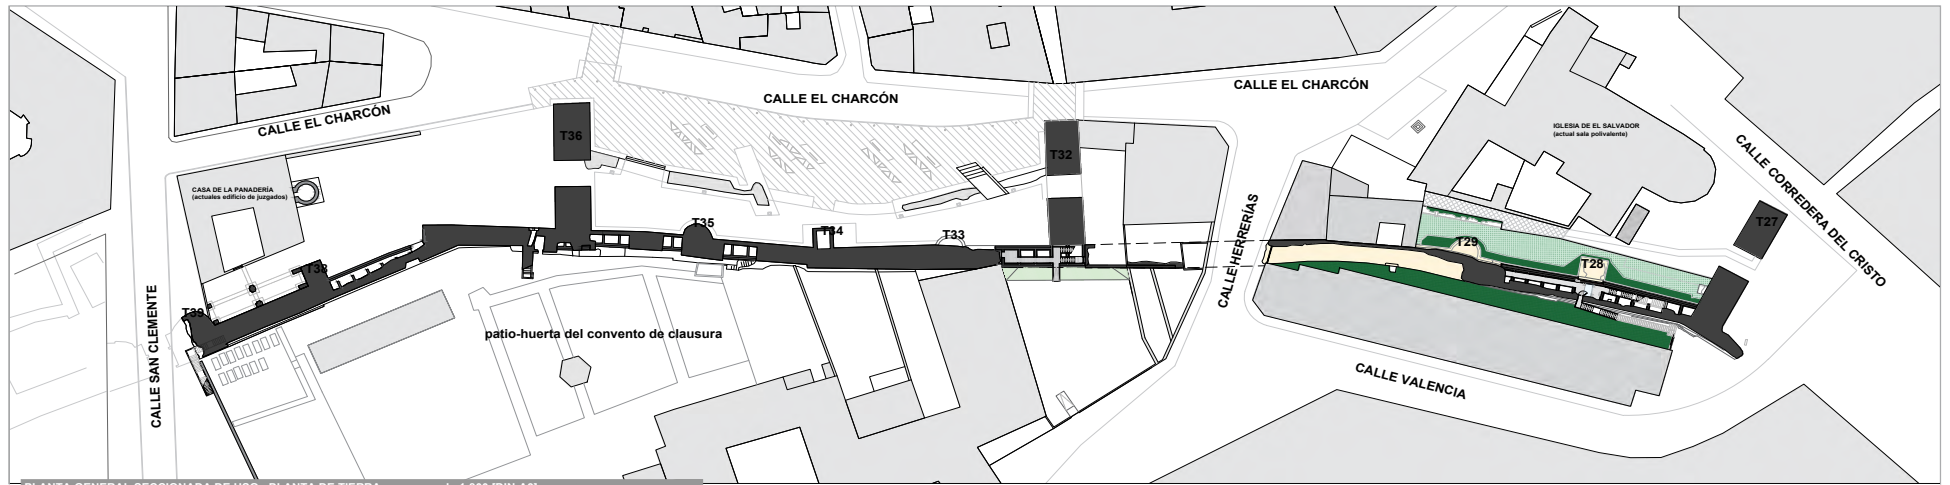 CALLE EL CHARCÓN
CALLE EL CHARCÓN
CALLE EL CHARCÓN
T36
T32
IGLESIA DE EL SALVADOR
(actual sala polivalente)
CALLE CORREDERA DEL CRISTO
CASA DE LA PANADERÍA
(actuales edificio de juzgados)
T35
T34
T33
T27
T29
T28
T38
T39
CALLE HERRERÍAS
CALLE SAN CLEMENTE
patio-huerta del convento de clausura
CALLE VALENCIA